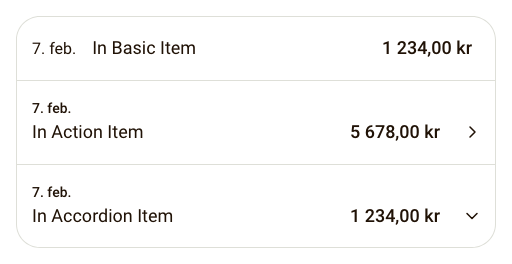 7. feb. In Basic Item 1 234,00 kr
7. feb.
In Action Item 5 678,00 kr
7. feb.
In Accordion Item 1 234,00 kr